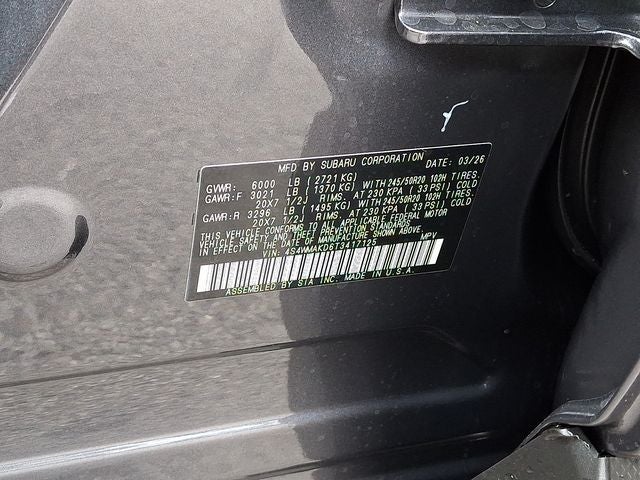 MFD BY SUBARU CORPORATION DATE: 03/26
GVWR: 6000 LB (2721 KG)
GAWR:F 3021 LB (1370 KG) WITH 245/50R20 102H TIRES.
20X7 1/2J RIMS. AT 230 KPA (33 PSI) COLD
GAWR:R 3296 LB (1495 KG) WITH 245/50R20 102H TIRES.
20X7 1/2J RIMS. AT 230 KPA (33 PSI) COLD
THIS VEHICLE CONFORMS TO ALL APPLICABLE FEDERAL MOTOR
VEHICLE SAFETY AND THEFT PREVENTION STANDARDS
IN EFFECT ON THE DATE OF MANUFACTURE SHOWN ABOVE.
VIN: 4S4WMAKD6T3417125 MPV
ASSEMBLED BY SIA INC. MADE IN U.S.A.